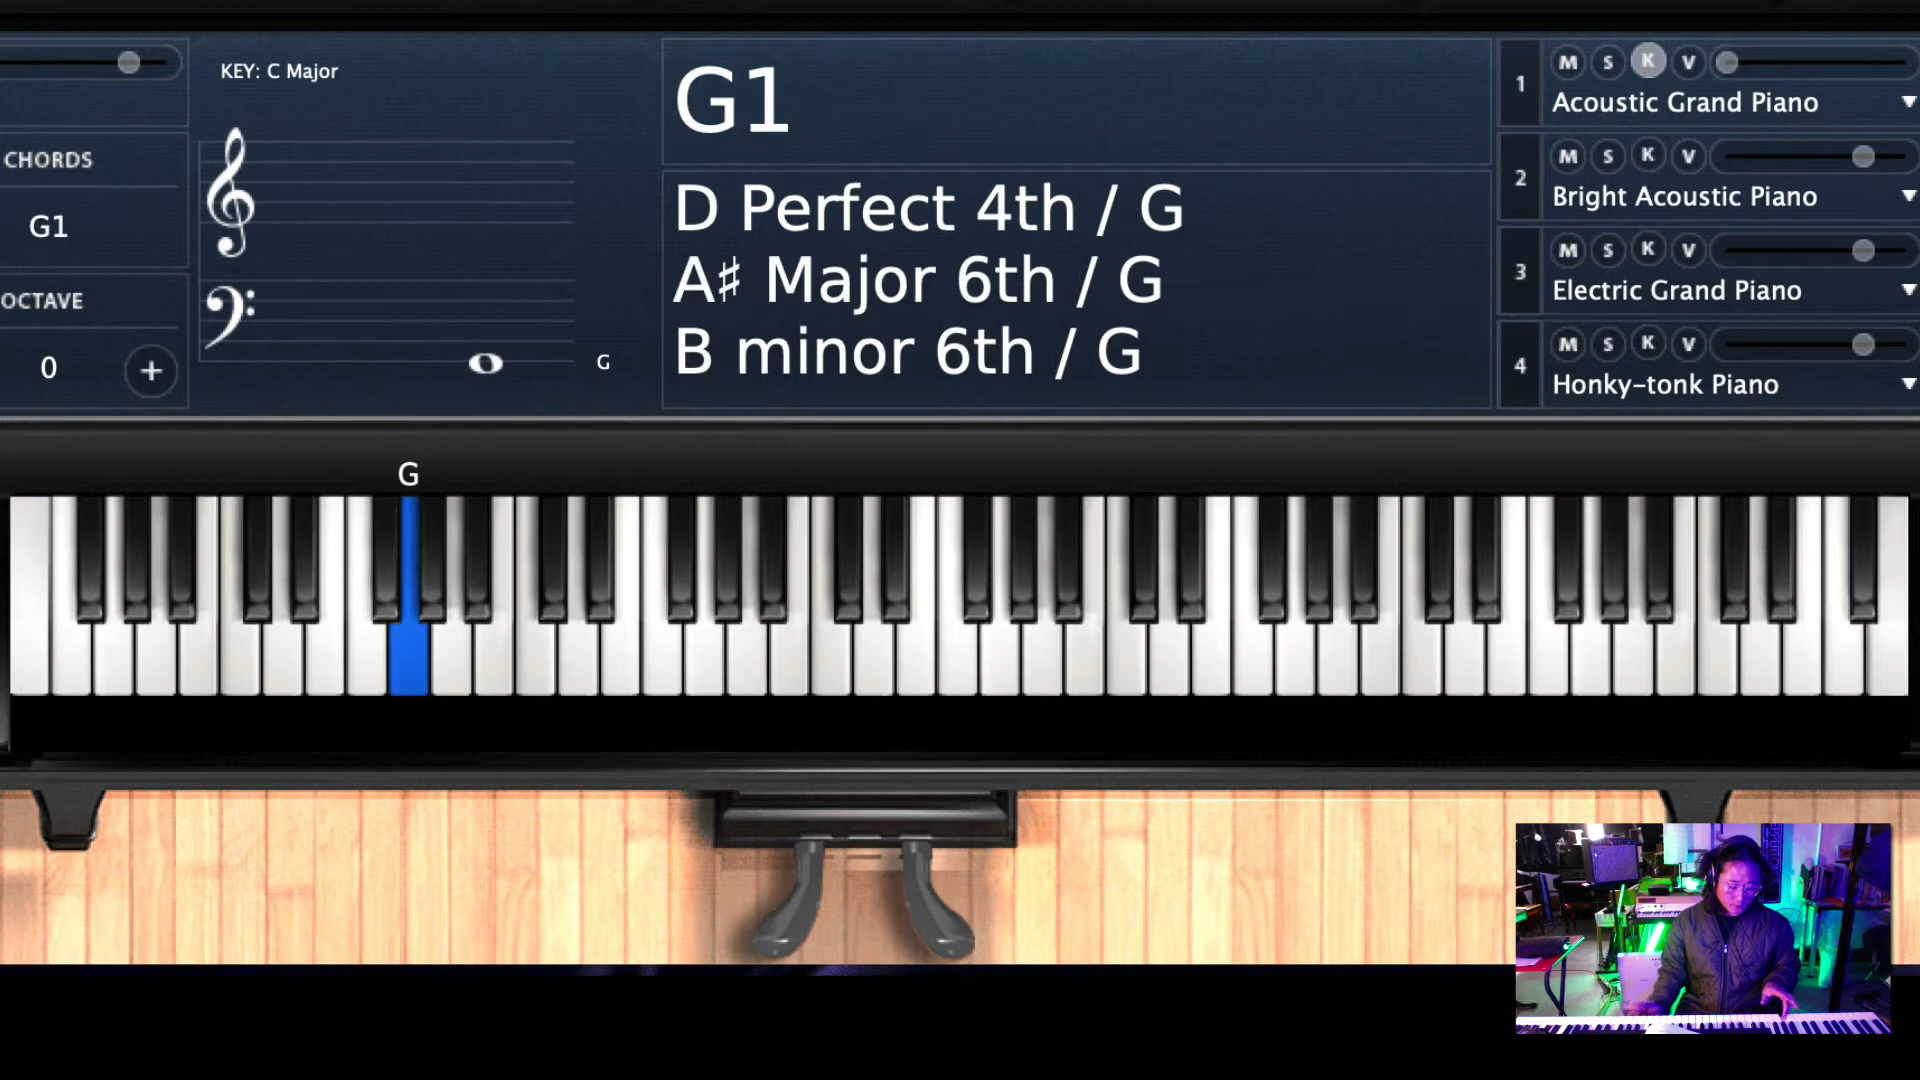 KEY: C Major
CHORDS
G1
OCTAVE
0
+
G
G1
D Perfect 4th / G
A♯ Major 6th / G
B minor 6th / G
1
M S K V
Acoustic Grand Piano
2
M S K V
Bright Acoustic Piano
3
M S K V
Electric Grand Piano
4
M S K V
Honky-tonk Piano
G